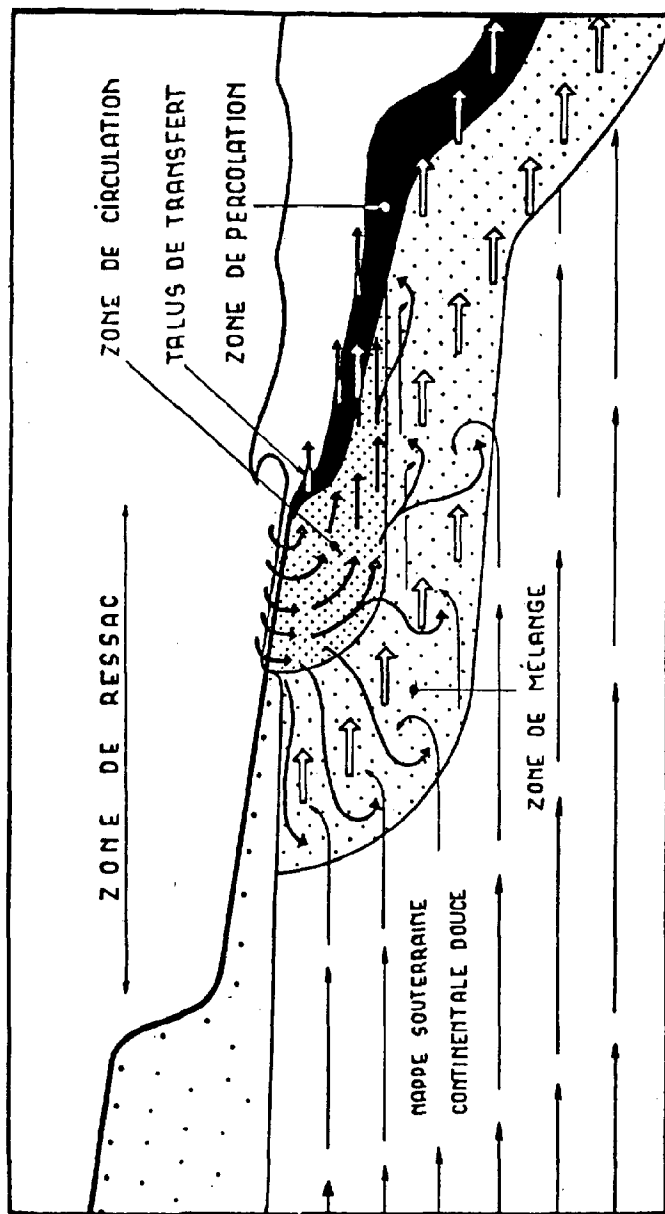 ZONE DE RESSAC
ZONE DE CIRCULATION
TALUS DE TRANSFERT
ZONE DE PERCOLATION
NAPPE SOUTERRAINE
CONTINENTALE DOUCE
ZONE DE MÉLANGE